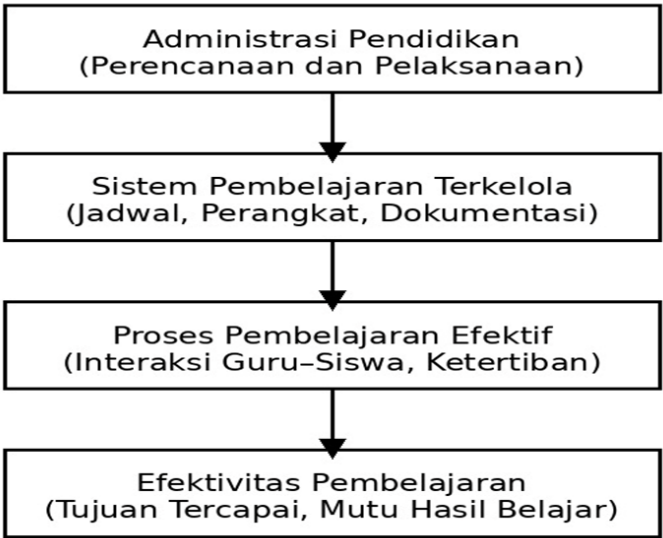 Administrasi Pendidikan
(Perencanaan dan Pelaksanaan)
Sistem Pembelajaran Terkelola
(Jadwal, Perangkat, Dokumentasi)
Proses Pembelajaran Efektif
(Interaksi Guru–Siswa, Ketertiban)
Efektivitas Pembelajaran
(Tujuan Tercapai, Mutu Hasil Belajar)